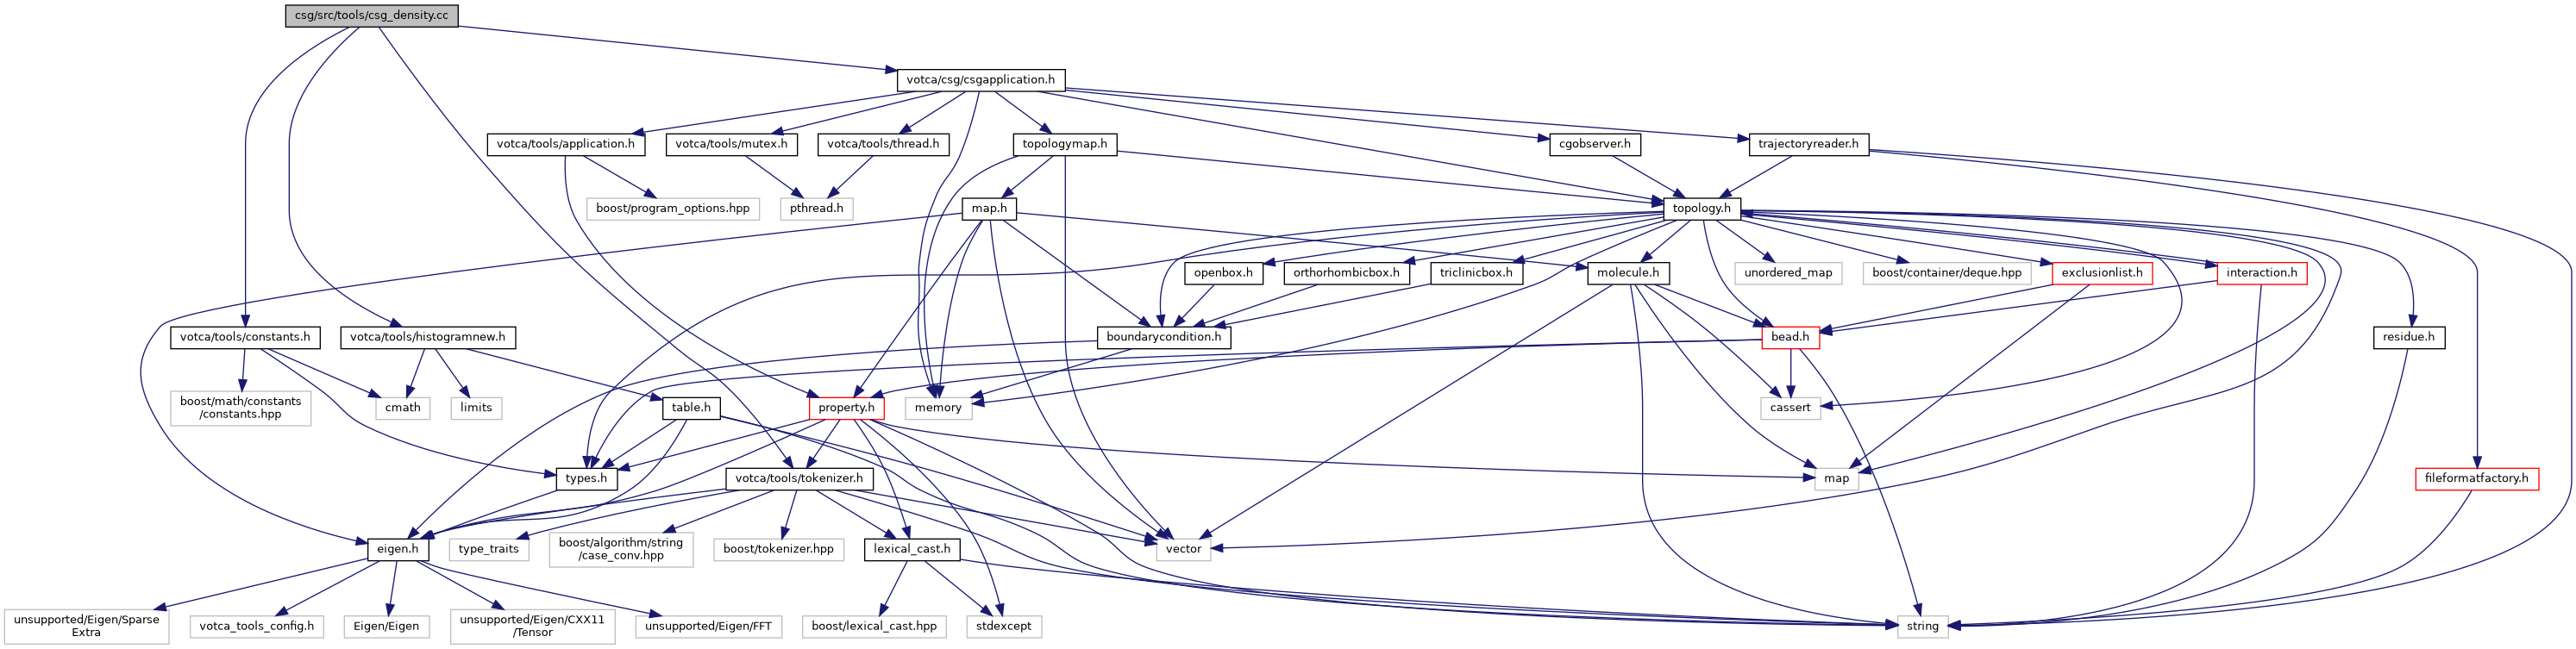 csg/src/tools/csg_density.cc
votca/csg/csgapplication.h
votca/tools/application.h
votca/tools/mutex.h
votca/tools/thread.h
topologymap.h
cgobserver.h
trajectoryreader.h
boost/program_options.hpp
pthread.h
map.h
topology.h
openbox.h
orthorhombicbox.h
triclinicbox.h
molecule.h
unordered_map
boost/container/deque.hpp
exclusionlist.h
interaction.h
votca/tools/constants.h
votca/tools/histogramnew.h
boundarycondition.h
bead.h
residue.h
boost/math/constants
/constants.hpp
cmath
limits
table.h
property.h
memory
cassert
types.h
votca/tools/tokenizer.h
map
fileformatfactory.h
eigen.h
type_traits
boost/algorithm/string
/case_conv.hpp
boost/tokenizer.hpp
lexical_cast.h
vector
unsupported/Eigen/Sparse
Extra
votca_tools_config.h
Eigen/Eigen
unsupported/Eigen/CXX11
/Tensor
unsupported/Eigen/FFT
boost/lexical_cast.hpp
stdexcept
string